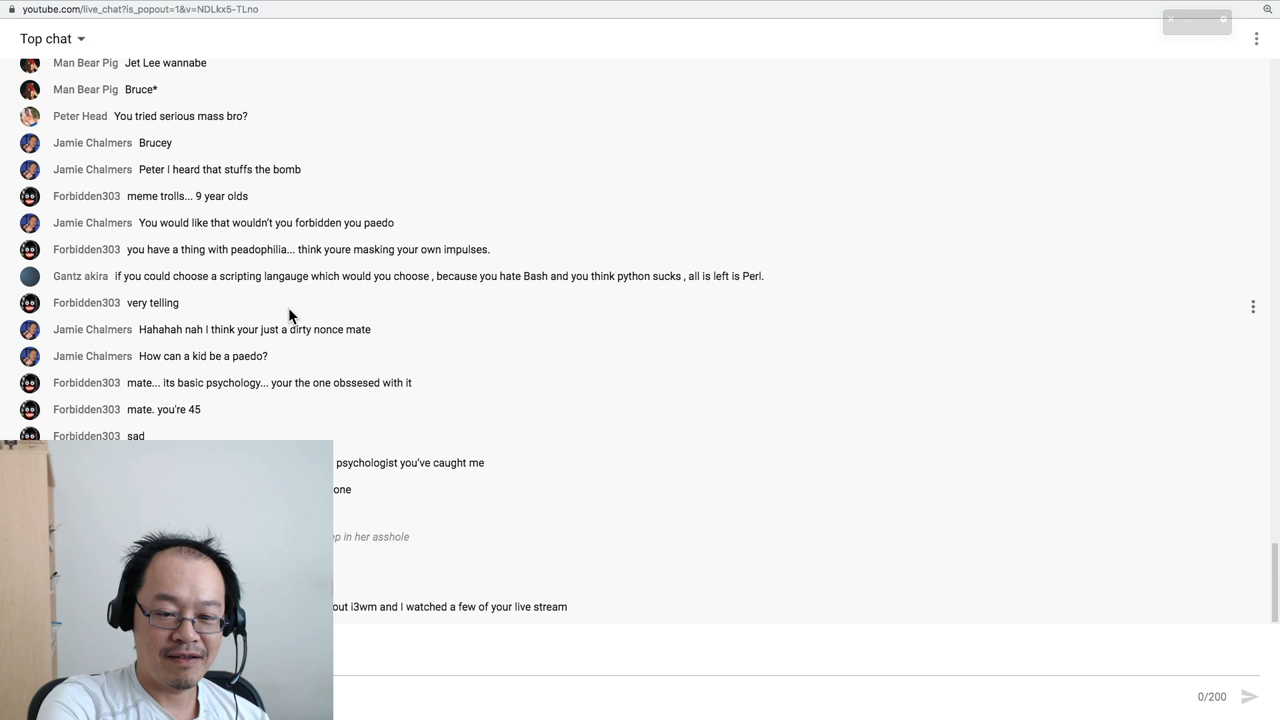 youtube.com/live_chat?is_popout=1&v=NDLkx5-TLno
Top chat
Man Bear Pig Jet Lee wannabe
Man Bear Pig Bruce*
Peter Head You tried serious mass bro?
Jamie Chalmers Brucey
Jamie Chalmers Peter I heard that stuffs the bomb
Forbidden303 meme trolls... 9 year olds
Jamie Chalmers You would like that wouldn't you forbidden you paedo
Forbidden303 you have a thing with peadophilia... think youre masking your own impulses.
Gantz akira if you could choose a scripting langauge which would you choose , because you hate Bash and you think python sucks , all is left is Perl.
Forbidden303 very telling
Jamie Chalmers Hahahah nah I think your just a dirty nonce mate
Jamie Chalmers How can a kid be a paedo?
Forbidden303 mate... its basic psychology... your the one obssesed with it
Forbidden303 mate. you're 45
Forbidden303 sad
psychologist you've caught me
one
in her asshole
i3wm and I watched a few of your live stream
0/200